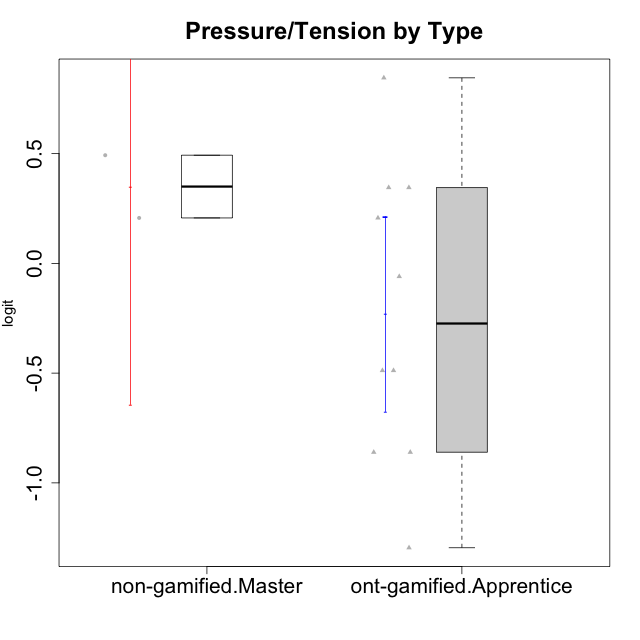 Pressure/Tension by Type
0.5
0.0
-0.5
-1.0
logit
non-gamified.Master
ont-gamified.Apprentice